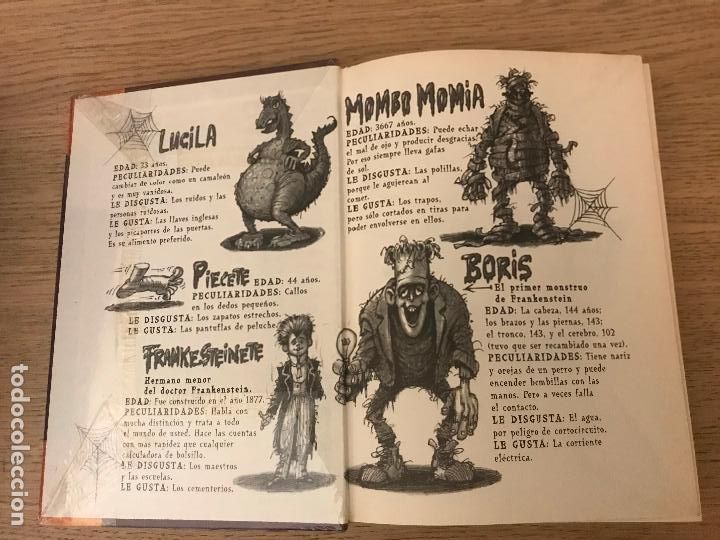 LUCILA
EDAD: 33 años.
PECULIARIDADES: Puede
cambiar de color como un camaleón
y es muy vanidosa.
LE DISGUSTA: Los ruidos y las
personas ruidosas.
LE GUSTA: Las llaves inglesas
y los picaportes de las puertas.
Es su alimento preferido.
PIECETE
EDAD: 44 años.
PECULIARIDADES: Callos
en los dedos pequeños.
LE DISGUSTA: Los zapatos estrechos.
LE GUSTA: Las pantuflas de peluche.
FRANKESTEINETE
Hermano menor
del doctor Frankenstein.
EDAD: Fue construido en el año 1877.
PECULIARIDADES: Habla con
mucha distinción y trata a todo
el mundo de usted. Hace las cuentas
con mas rapidez que cualquier
calculadora de bolsillo.
LE DISGUSTA: Los maestros
y las escuelas.
LE GUSTA: Los cementerios.
MOMBO MOMIA
EDAD: 3667 años.
PECULIARIDADES: Puede echar
el mal de ojo y producir desgracias.
Por eso siempre lleva gafas
de sol.
LE DISGUSTA: Las polillas,
porque le agujerean al
comer.
LE GUSTA: Los trapos,
pero sólo cortados en tiras para
poder envolverse en ellos.
BORIS
El primer monstruo
de Frankenstein
EDAD: La cabeza, 144 años;
los brazos y las piernas, 143;
el tronco, 143, y el cerebro, 102
(tuvo que ser recambiado una vez).
PECULIARIDADES: Tiene nariz
y orejas de un perro y puede
encender bombillas con las
manos. Pero a veces falla
el contacto.
LE DISGUSTA: El agua,
por peligro de cortocircuito.
LE GUSTA: La corriente
eléctrica.
todocoleccion